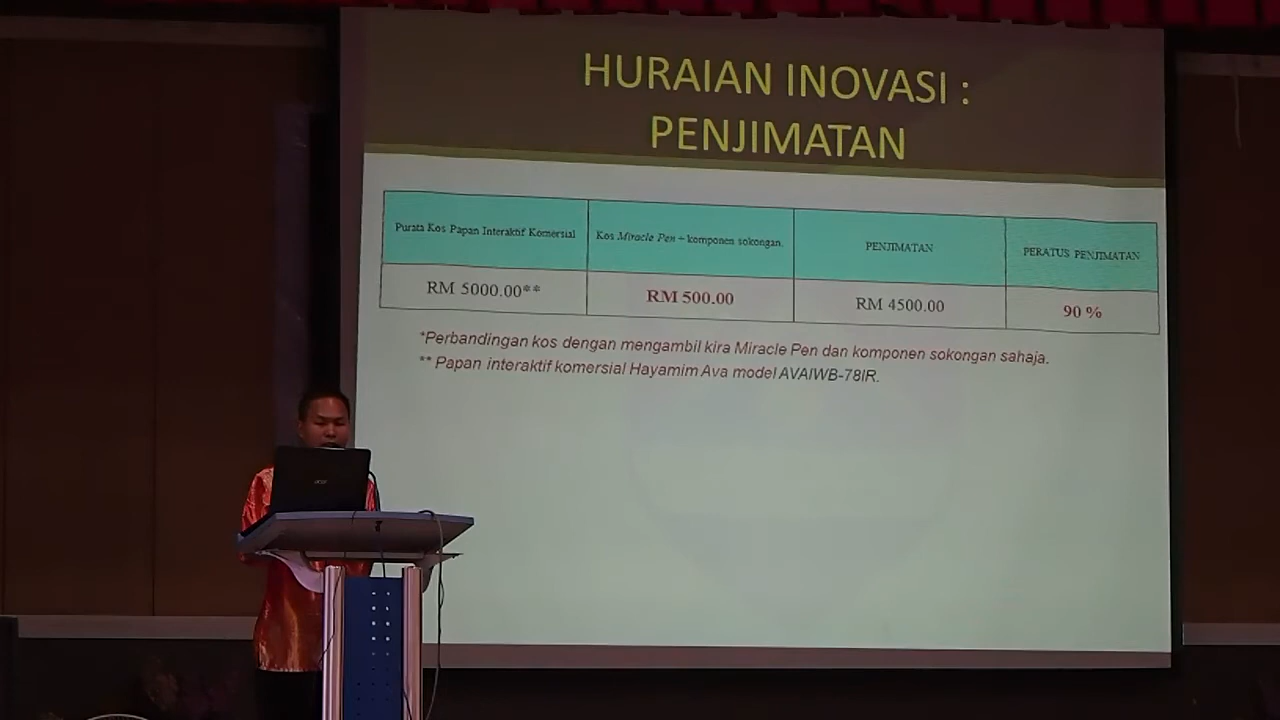 HURAIAN INOVASI :
PENJIMATAN
Purata Kos Papan Interaktif Komersial
Kos Miracle Pen + komponen sokongan.
PENJIMATAN
PERATUS PENJIMATAN
RM 5000.00**
RM 500.00
RM 4500.00
90 %
*Perbandingan kos dengan mengambil kira Miracle Pen dan komponen sokongan sahaja.
** Papan interaktif komersial Hayamim Ava model AVAIWB-78IR.
acer